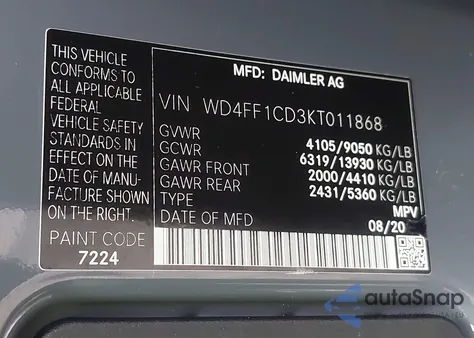 THIS VEHICLE
CONFORMS TO
ALL APPLICABLE
FEDERAL MOTOR
VEHICLE SAFETY
STANDARDS IN
EFFECT ON THE
DATE OF MANU-
FACTURE SHOWN
ON THE RIGHT.
PAINT CODE
7224
MFD: DAIMLER AG
VIN WD4FF1CD3KT011868
GVWR 4105/9050 KG/LB
GCWR 6319/13930 KG/LB
GAWR FRONT 2000/4410 KG/LB
GAWR REAR 2431/5360 KG/LB
TYPE MPV
DATE OF MFD 08/20
autaSnap